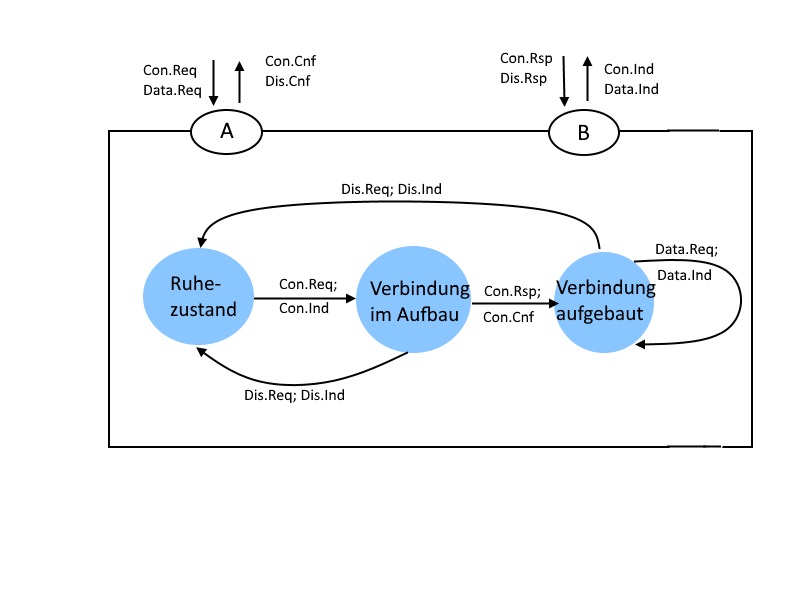 Con.Req
Data.Req
Con.Cnf
Dis.Cnf
Con.Rsp
Dis.Rsp
Con.Ind
Data.Ind
A
B
Dis.Req; Dis.Ind
Ruhe-
zustand
Con.Req;
Con.Ind
Verbindung
im Aufbau
Con.Rsp;
Con.Cnf
Verbindung
aufgebaut
Data.Req;
Data.Ind
Dis.Req; Dis.Ind